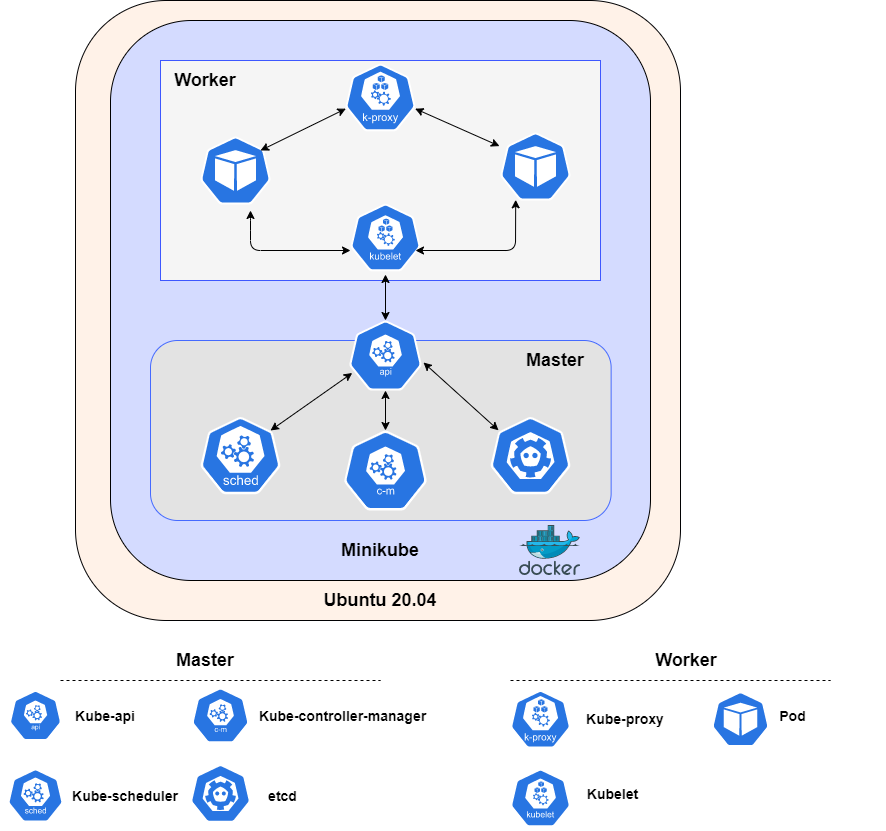 Worker
k-proxy
kubelet
api
Master
sched
c-m
Minikube
docker
Ubuntu 20.04
Master
Worker
api
Kube-api
c-m
Kube-controller-manager
k-proxy
Kube-proxy
Pod
sched
Kube-scheduler
etcd
kubelet
Kubelet